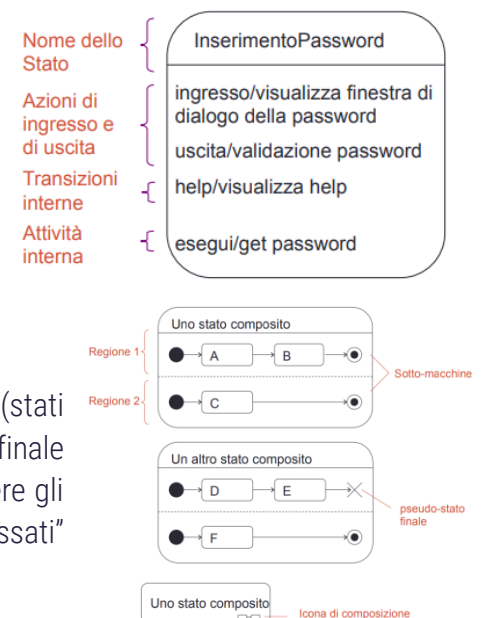 Nome dello
Stato
InserimentoPassword
Azioni di
ingresso e
di uscita
ingresso/visualizza finestra di
dialogo della password
uscita/validazione password
Transizioni
interne
help/visualizza help
Attività
interna
esegui/get password
Uno stato composito
Regione 1
A
B
Sotto-macchine
Regione 2
C
(stati
finale
re gli
ssati”
Un altro stato composito
D
E
pseudo-stato
finale
F
Uno stato composito
Icona di composizione